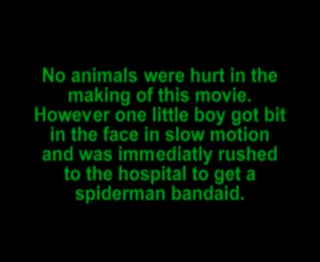 No animals were hurt in the
making of this movie.
However one little boy got bit
in the face in slow motion
and was immediatly rushed
to the hospital to get a
spiderman bandaid.